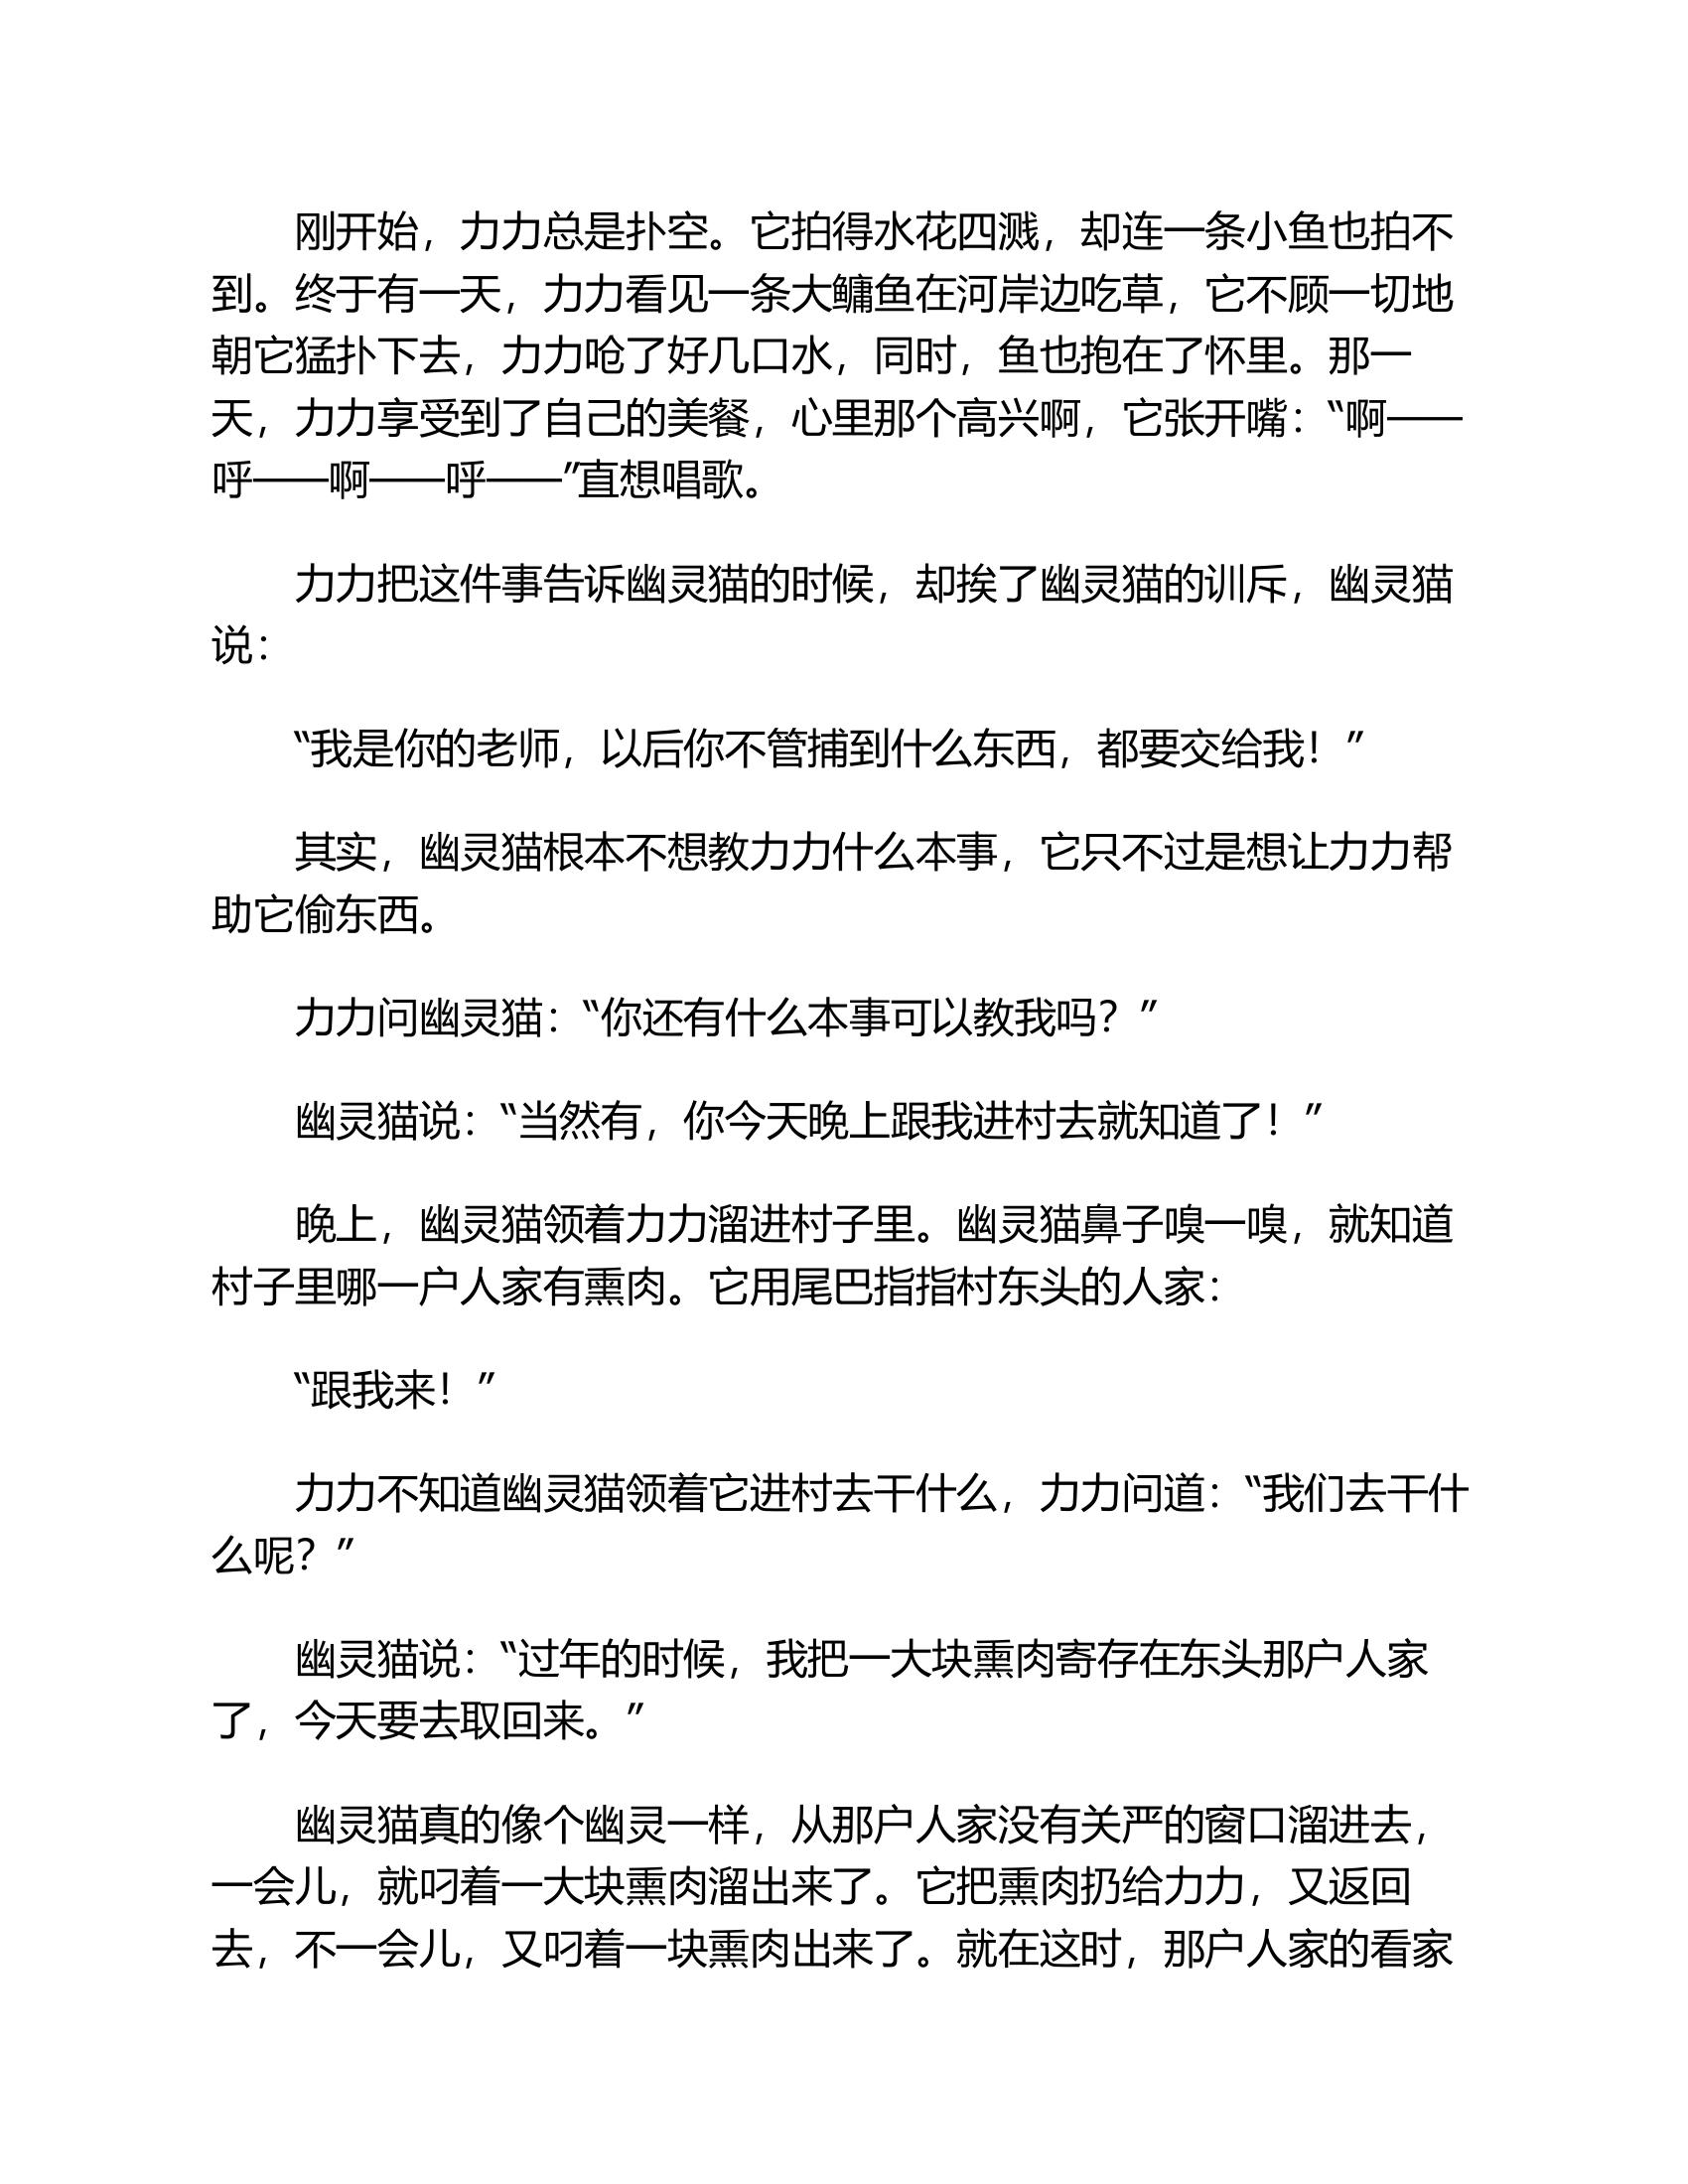 刚开始，力力总是扑空。它拍得水花四溅，却连一条小鱼也拍不
到。终于有一天，力力看见一条大鳙鱼在河岸边吃草，它不顾一切地
朝它猛扑下去，力力呛了好几口水，同时，鱼也抱在了怀里。那一
天，力力享受到了自己的美餐，心里那个高兴啊，它张开嘴：“啊——
呼——啊——呼——”直想唱歌。
力力把这件事告诉幽灵猫的时候，却挨了幽灵猫的训斥，幽灵猫
说：
“我是你的老师，以后你不管捕到什么东西，都要交给我！”
其实，幽灵猫根本不想教力力什么本事，它只不过是想让力力帮
助它偷东西。
力力问幽灵猫：“你还有什么本事可以教我吗？”
幽灵猫说：“当然有，你今天晚上跟我进村去就知道了！”
晚上，幽灵猫领着力力溜进村子里。幽灵猫鼻子嗅一嗅，就知道
村子里哪一户人家有熏肉。它用尾巴指指村东头的人家：
“跟我来！”
力力不知道幽灵猫领着它进村去干什么，力力问道：“我们去干什
么呢？”
幽灵猫说：“过年的时候，我把一大块熏肉寄存在东头那户人家
了，今天要去取回来。”
幽灵猫真的像个幽灵一样，从那户人家没有关严的窗口溜进去，
一会儿，就叼着一大块熏肉溜出来了。它把熏肉扔给力力，又返回
去，不一会儿，又叼着一块熏肉出来了。就在这时，那户人家的看家